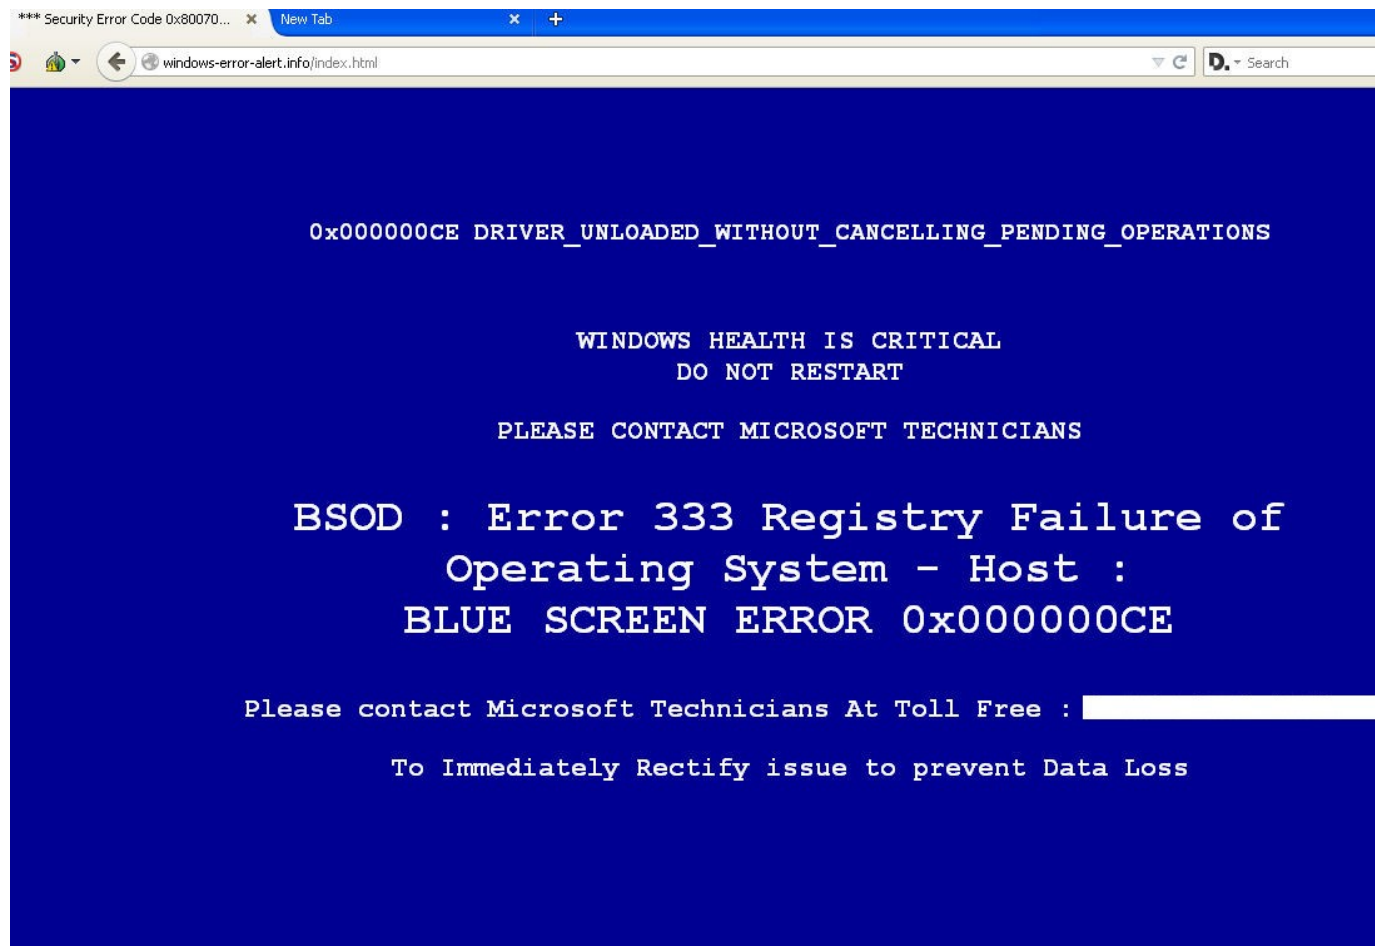 *** Security Error Code 0x80070...
New Tab
windows-error-alert.info/index.html
D.
Search
0x000000CE DRIVER_UNLOADED_WITHOUT_CANCELLING_PENDING_OPERATIONS
WINDOWS HEALTH IS CRITICAL
DO NOT RESTART
PLEASE CONTACT MICROSOFT TECHNICIANS
BSOD : Error 333 Registry Failure of
Operating System - Host :
BLUE SCREEN ERROR 0x000000CE
Please contact Microsoft Technicians At Toll Free :
To Immediately Rectify issue to prevent Data Loss